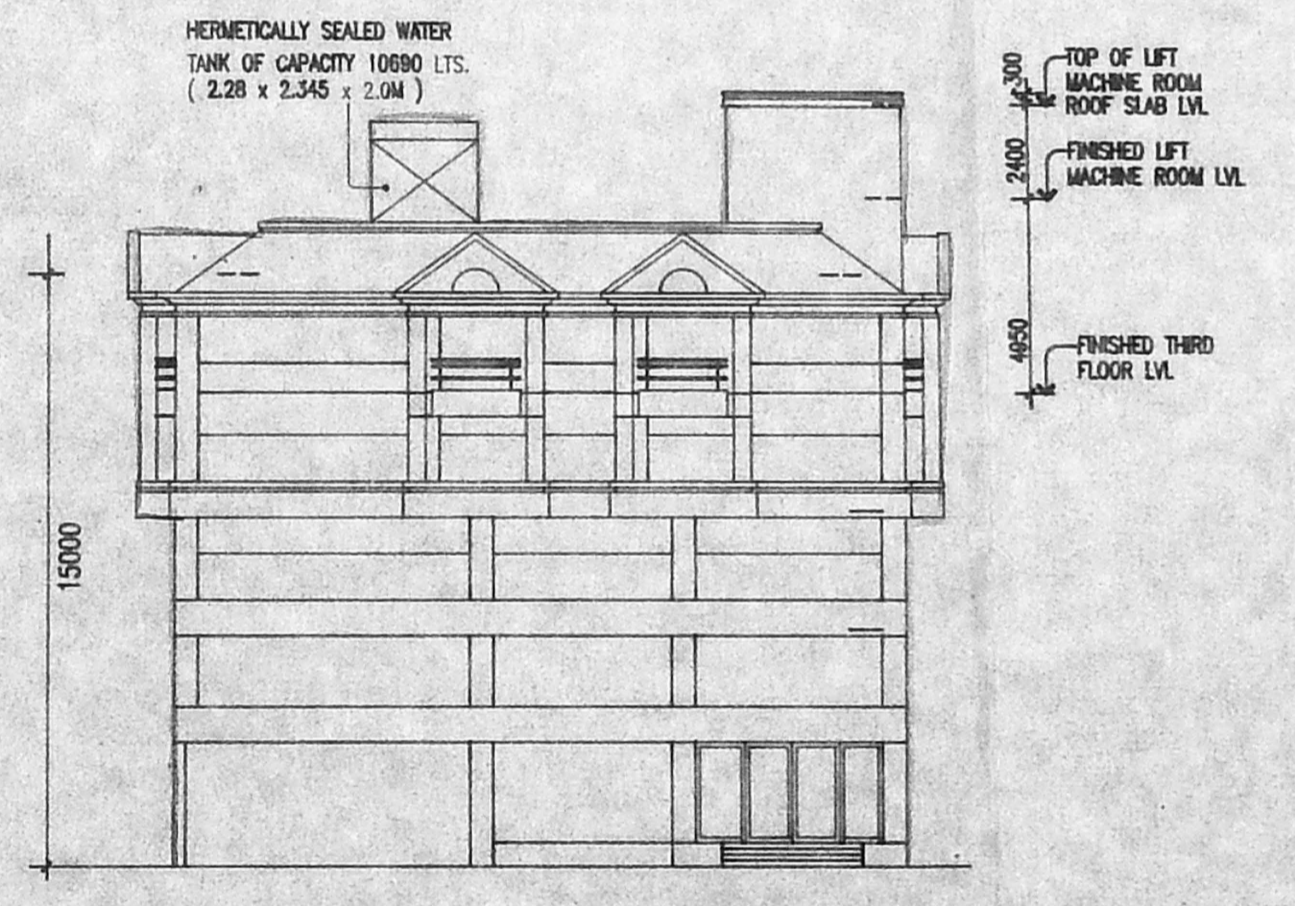 HERMETICALLY SEALED WATER
TANK OF CAPACITY 10690 LTS.
( 2.28 x 2.345 x 2.0M )
300
TOP OF LIFT
MACHINE ROOM
ROOF SLAB LVL
2400
FINISHED LIFT
MACHINE ROOM LVL
4950
FINISHED THIRD
FLOOR LVL
15000